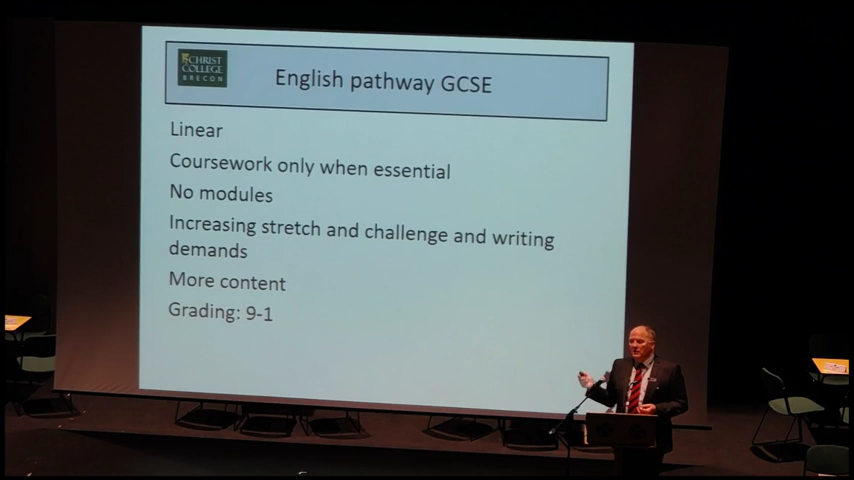 CHRIST
COLLEGE
BRECON
English pathway GCSE
Linear
Coursework only when essential
No modules
Increasing stretch and challenge and writing
demands
More content
Grading: 9-1